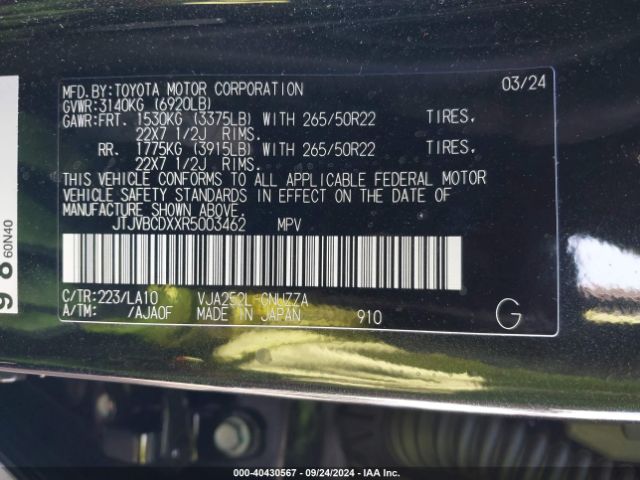 MFD.BY:TOYOTA MOTOR CORPORATION 03/24
GVWR:3140KG (6920LB)
GAWR:FRT. 1530KG (3375LB) WITH 265/50R22 TIRES.
22X7 1/2J RIMS.
RR. 1775KG (3915LB) WITH 265/50R22 TIRES.
22X7 1/2J RIMS.
THIS VEHICLE CONFORMS TO ALL APPLICABLE FEDERAL MOTOR
VEHICLE SAFETY STANDARDS IN EFFECT ON THE DATE OF
MANUFACTURE SHOWN ABOVE.
JTJVBCDXXR5003462 MPV
C/TR:223/LA10 VJA252L-GNUZZA
A/TM: /AJA0F MADE IN JAPAN 910 G
60N40
000-40430567 • 09/24/2024 • IAA Inc.